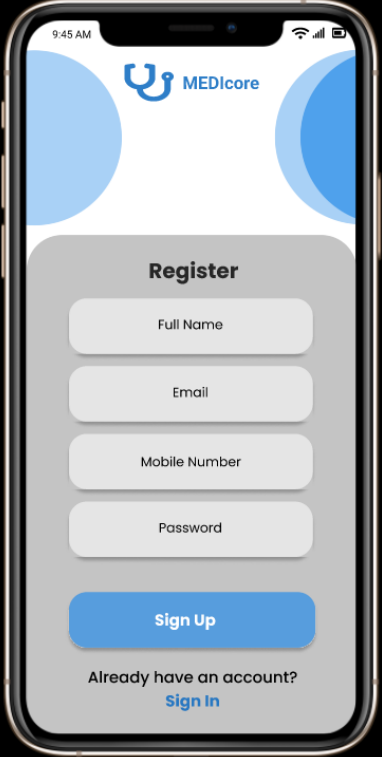 9:45 AM
MEDIcore
Register
Full Name
Email
Mobile Number
Password
Sign Up
Already have an account?
Sign In